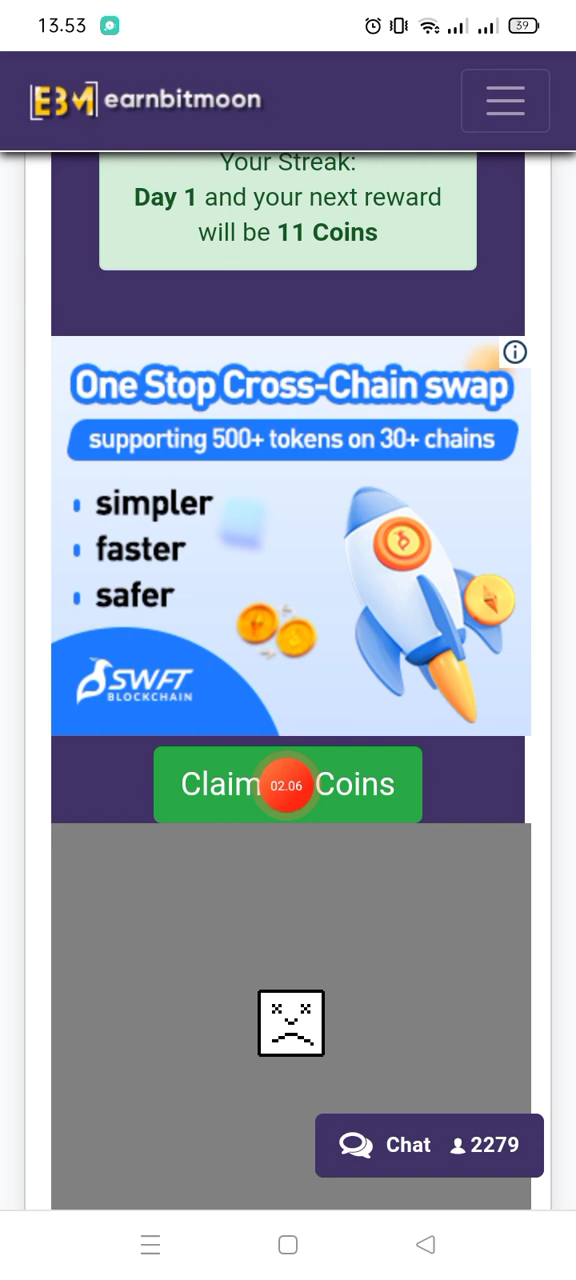 13.53
39
EBM earnbitmoon
Your Streak:
Day 1 and your next reward
will be 11 Coins
One Stop Cross-Chain swap
supporting 500+ tokens on 30+ chains
simpler
faster
safer
SWFT
BLOCKCHAIN
Claim 02.06 Coins
Chat 2279